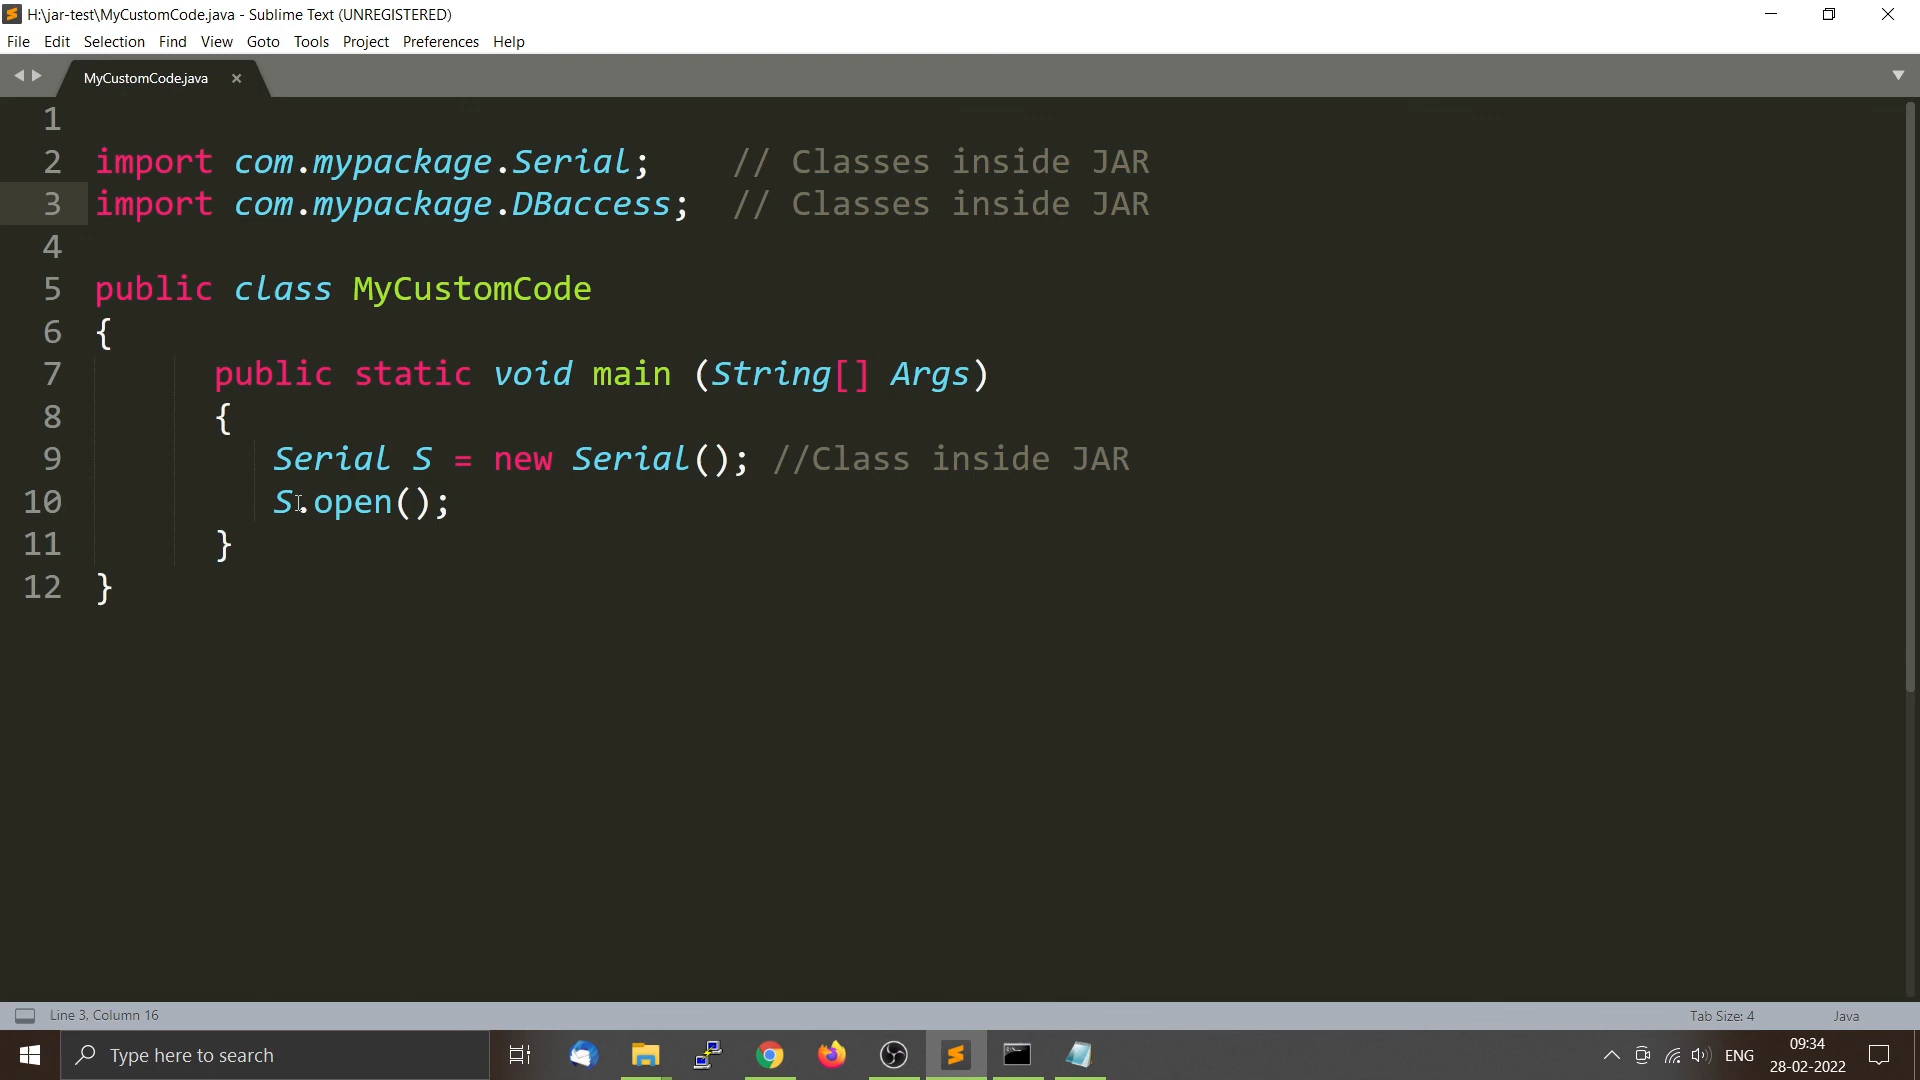 H:\jar-test\MyCustomCode.java - Sublime Text (UNREGISTERED)
File Edit Selection Find View Goto Tools Project Preferences Help
MyCustomCode.java ×
1
2 import com.mypackage.Serial;    // Classes inside JAR
3 import com.mypackage.DBaccess;  // Classes inside JAR
4
5 public class MyCustomCode
6 {
7       public static void main (String[] Args)
8       {
9          Serial S = new Serial(); //Class inside JAR
10          S.open();
11       }
12 }
Line 3, Column 16 Tab Size: 4 Java
Type here to search ENG 09:34
28-02-2022